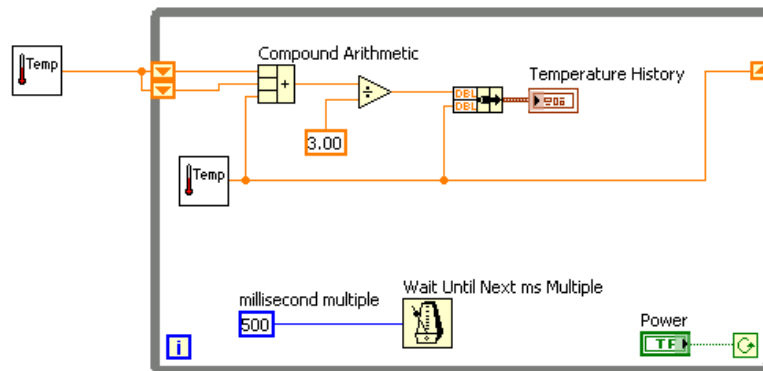 Temp
Compound Arithmetic
Temperature History
DBL
DBL
3.00
Temp
millisecond multiple
Wait Until Next ms Multiple
500
Power
TF
i